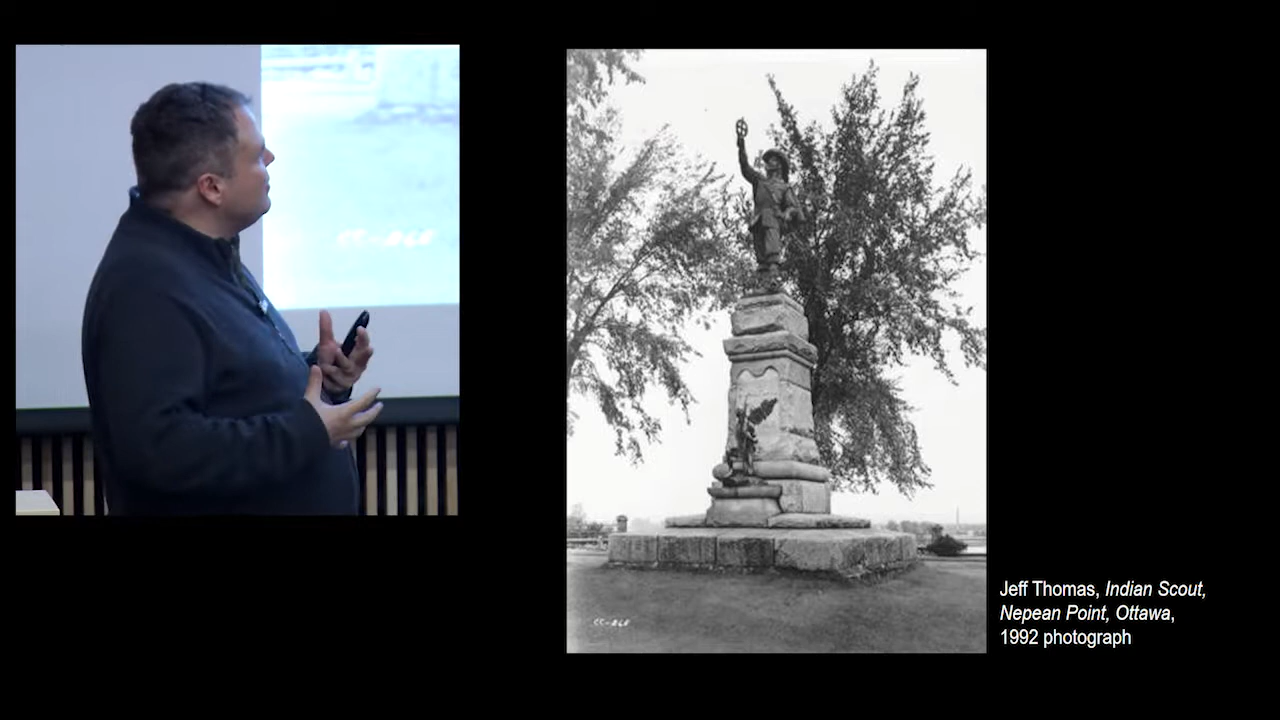 Jeff Thomas, Indian Scout,
Nepean Point, Ottawa,
1992 photograph